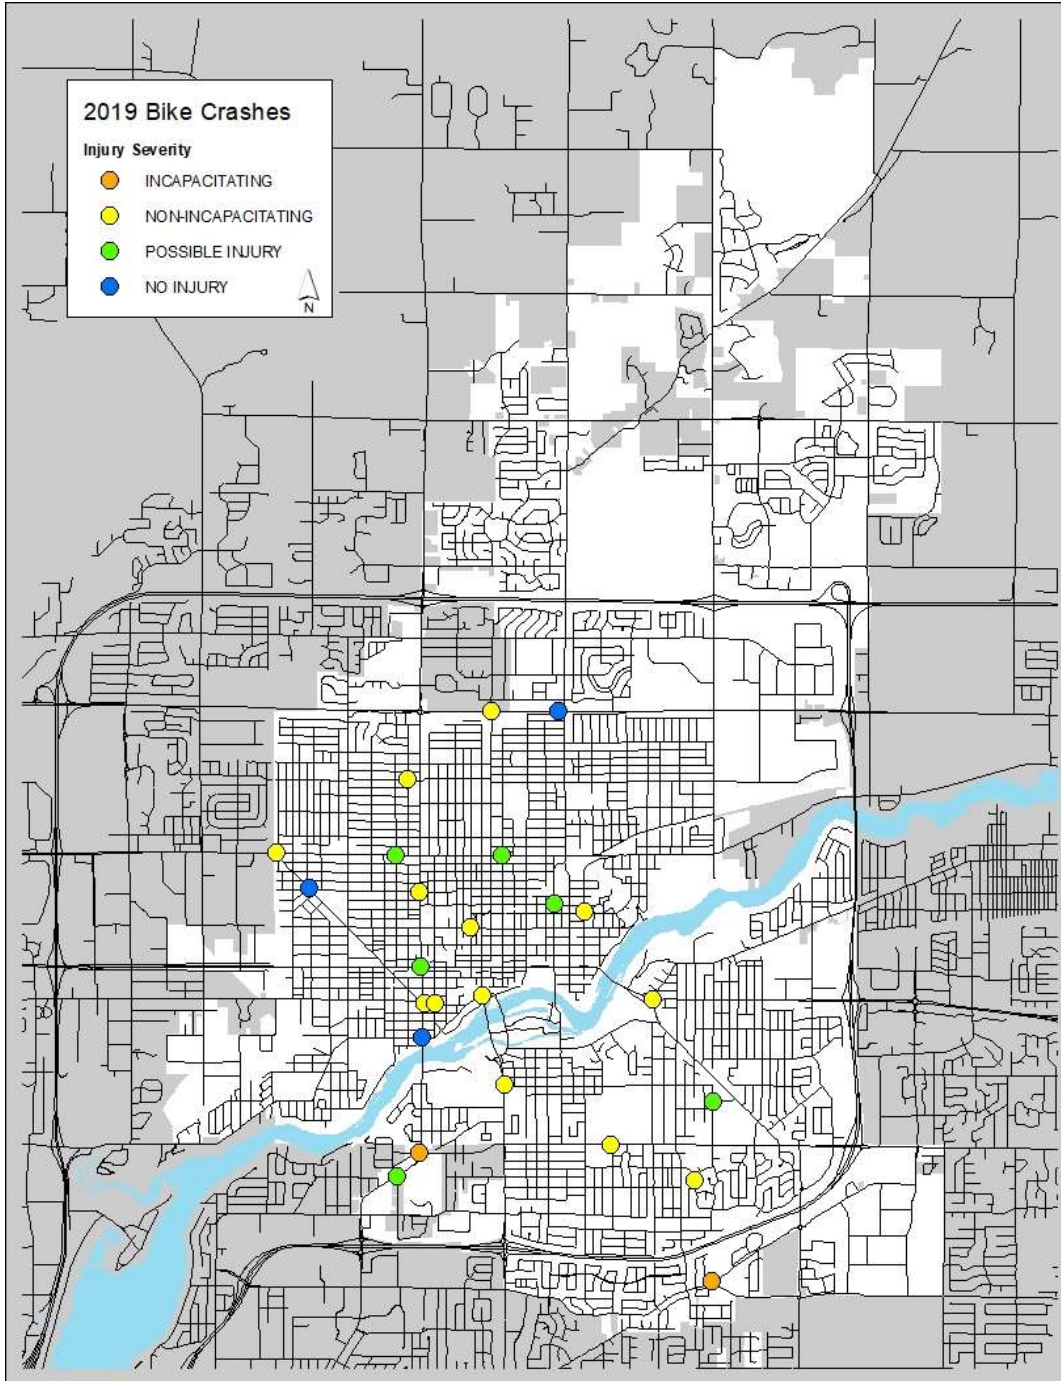 2019 Bike Crashes
Injury Severity
INCAPACITATING
NON-INCAPACITATING
POSSIBLE INJURY
NO INJURY
N